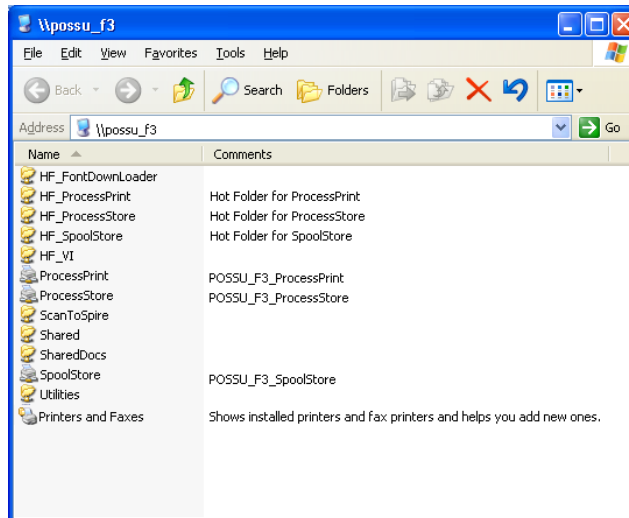 \\possu_f3
File Edit View Favorites Tools Help
Back Search Folders
Address \\possu_f3 Go
Name Comments
HF_FontDownLoader
HF_ProcessPrint Hot Folder for ProcessPrint
HF_ProcessStore Hot Folder for ProcessStore
HF_SpoolStore Hot Folder for SpoolStore
HF_VI
ProcessPrint POSSU_F3_ProcessPrint
ProcessStore POSSU_F3_ProcessStore
ScanToSpire
Shared
SharedDocs
SpoolStore POSSU_F3_SpoolStore
Utilities
Printers and Faxes Shows installed printers and fax printers and helps you add new ones.